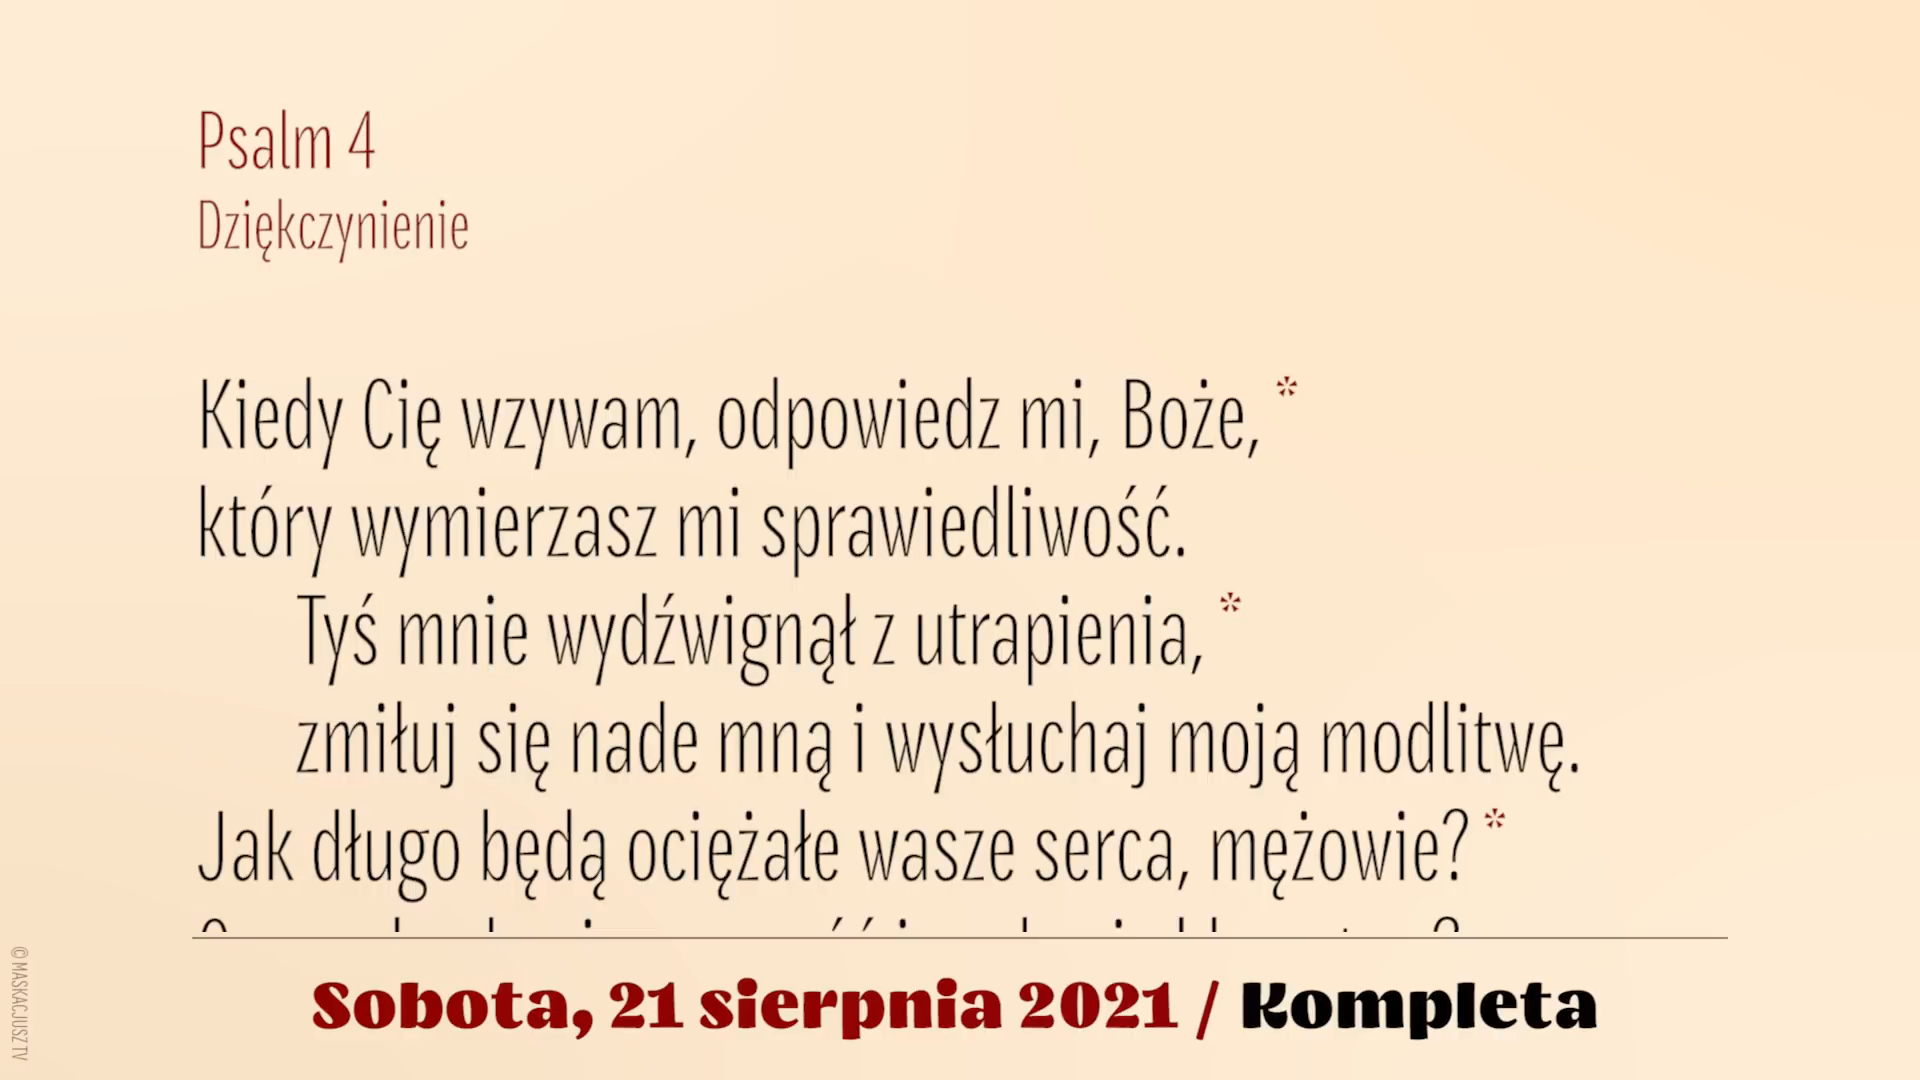 Psalm 4
Dziękczynienie
Kiedy Cię wzywam, odpowiedz mi, Boże, *
który wymierzasz mi sprawiedliwość.
Tyś mnie wydźwignął z utrapienia, *
zmiłuj się nade mną i wysłuchaj moją modlitwę.
Jak długo będą ociężałe wasze serca, mężowie? *
Sobota, 21 sierpnia 2021 / Kompleta
© MASKACJUSZ TV